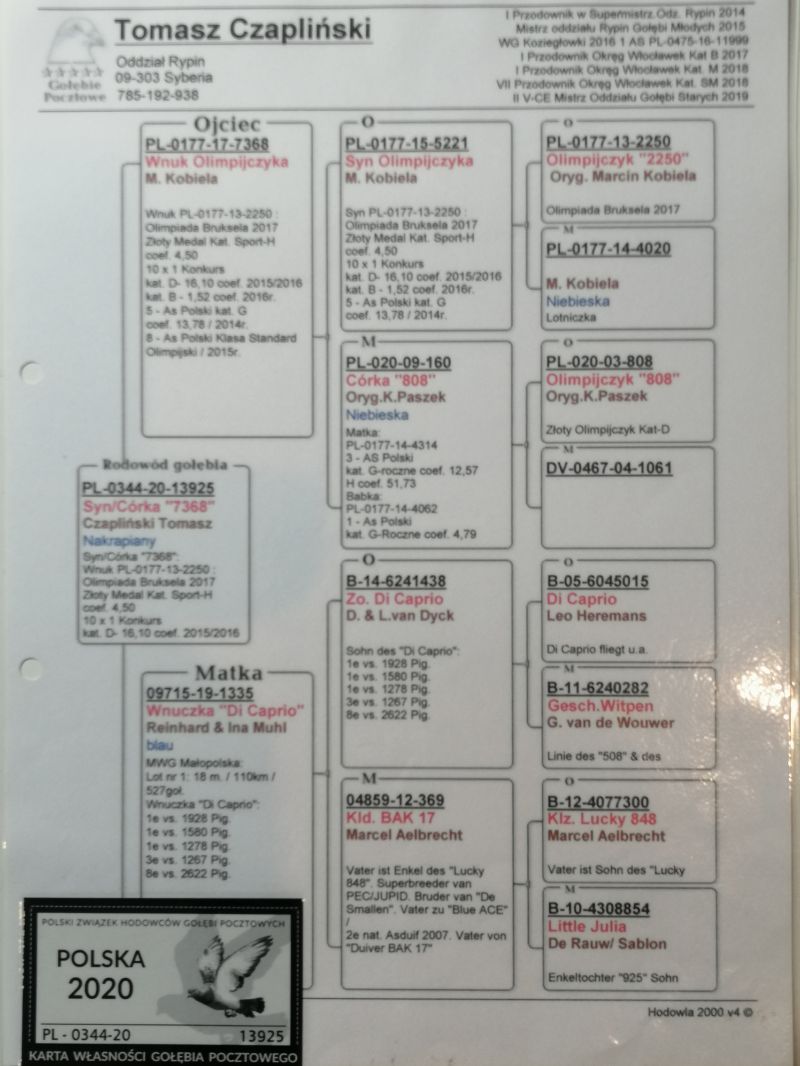 Tomasz Czapliński
Oddział Rypin
09-303 Syberia
785-192-938
Gołębie
Pocztowe
I Przodownik w Supermistrz.Odz. Rypin 2014
Mistrz oddziału Rypin Gołębi Młodych 2015
WG Koziegłowki 2016 1 AS PL-0475-16-11999
I Przodownik Okręg Włocławek Kat B 2017
I Przodownik Okręg Włocławek Kat. M 2018
VII Przodownik Okręg Włocławek Kat. SM 2018
II V-CE Mistrz Oddziału Gołębi Starych 2019
Rodowód gołębia
PL-0344-20-13925
Syn/Córka "7368"
Czapliński Tomasz
Nakrapiany
Syn/Córka "7368":
Wnuk PL-0177-13-2250 :
Olimpiada Bruksela 2017
Złoty Medal Kat. Sport-H
coef. 4,50
10 x 1 Konkurs
kat. D- 16,10 coef. 2015/2016
Ojciec
PL-0177-17-7368
Wnuk Olimpijczyka
M. Kobiela
Wnuk PL-0177-13-2250 :
Olimpiada Bruksela 2017
Złoty Medal Kat. Sport-H
coef. 4,50
10 x 1 Konkurs
kat. D- 16,10 coef. 2015/2016
kat. B - 1,52 coef. 2016r.
5 - As Polski kat. G
coef. 13,78 / 2014r.
8 - As Polski Klasa Standard
Olimpijski / 2015r.
Matka
09715-19-1335
Wnuczka "Di Caprio"
Reinhard & Ina Muhl
blau
MWG Małopolska:
Lot nr 1: 18 m. / 110km /
527goł.
Wnuczka "Di Caprio":
1e vs. 1928 Pig.
1e vs. 1580 Pig.
1e vs. 1278 Pig.
3e vs. 1267 Pig.
8e vs. 2622 Pig.
O
PL-0177-15-5221
Syn Olimpijczyka
M. Kobiela
Syn PL-0177-13-2250 :
Olimpiada Bruksela 2017
Złoty Medal Kat. Sport-H
coef. 4,50
10 x 1 Konkurs
kat. D- 16,10 coef. 2015/2016
kat. B - 1,52 coef. 2016r.
5 - As Polski kat. G
coef. 13,78 / 2014r.
M
PL-020-09-160
Córka "808"
Oryg.K.Paszek
Niebieska
Matka:
PL-0177-14-4314
3 - AS Polski
kat. G-roczne coef. 12,57
H coef. 51,73
Babka:
PL-0177-14-4062
1 - As Polski
kat. G-Roczne coef. 4,79
O
B-14-6241438
Zo. Di Caprio
D. & L.van Dyck
Sohn des "Di Caprio":
1e vs. 1928 Pig.
1e vs. 1580 Pig.
1e vs. 1278 Pig.
3e vs. 1267 Pig.
8e vs. 2622 Pig.
M
04859-12-369
Kld. BAK 17
Marcel Aelbrecht
Vater ist Enkel des "Lucky
848". Superbreeder van
PEC/JUPID. Bruder van "De
Smallen". Vater zu "Blue ACE"
/
2e nat. Asduif 2007. Vater von
"Duiver BAK 17"
O
PL-0177-13-2250
Olimpijczyk "2250"
Oryg. Marcin Kobiela
Olimpiada Bruksela 2017
M
PL-0177-14-4020
M. Kobiela
Niebieska
Lotniczka
O
PL-020-03-808
Olimpijczyk "808"
Oryg.K.Paszek
Złoty Olimpijczyk Kat-D
M
DV-0467-04-1061
O
B-05-6045015
Di Caprio
Leo Heremans
Di Caprio fliegt u.a.
M
B-11-6240282
Gesch.Witpen
G. van de Wouwer
Linie des "508" & des
O
B-12-4077300
Klz. Lucky 848
Marcel Aelbrecht
Vater ist Sohn des "Lucky
M
B-10-4308854
Little Julia
De Rauw/ Sablon
Enkeltochter "925" Sohn
Hodowla 2000 v4 ©
POLSKI ZWIĄZEK HODOWCÓW GOŁĘBI POCZTOWYCH
POLSKA
2020
PL - 0344-20 13925
KARTA WŁASNOŚCI GOŁĘBIA POCZTOWEGO